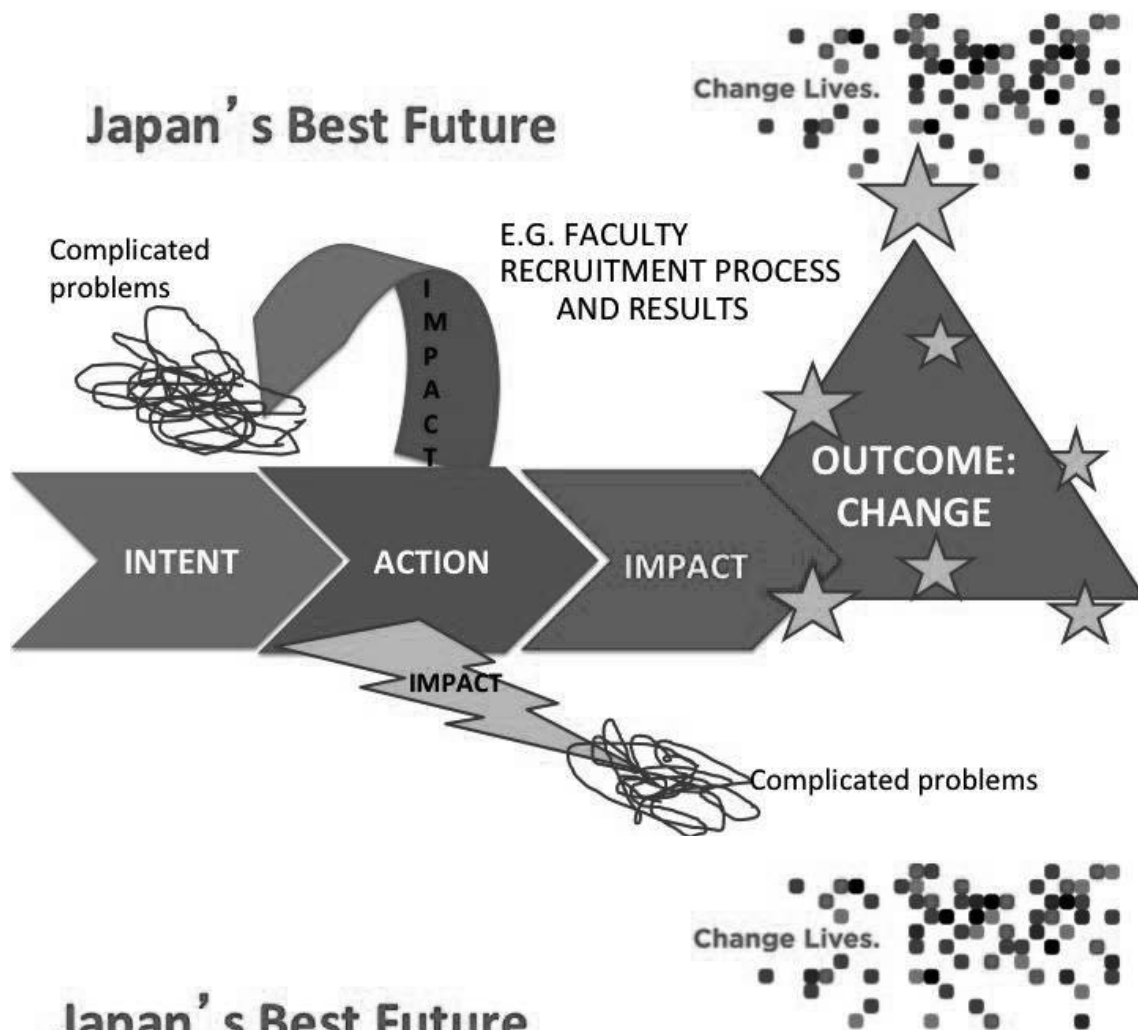 Change Lives.
Japan's Best Future
Complicated
problems
E.G. FACULTY
RECRUITMENT PROCESS
AND RESULTS
IMPACT
OUTCOME:
CHANGE
INTENT
ACTION
IMPACT
IMPACT
Complicated problems
Change Lives.
Japan's Best Future